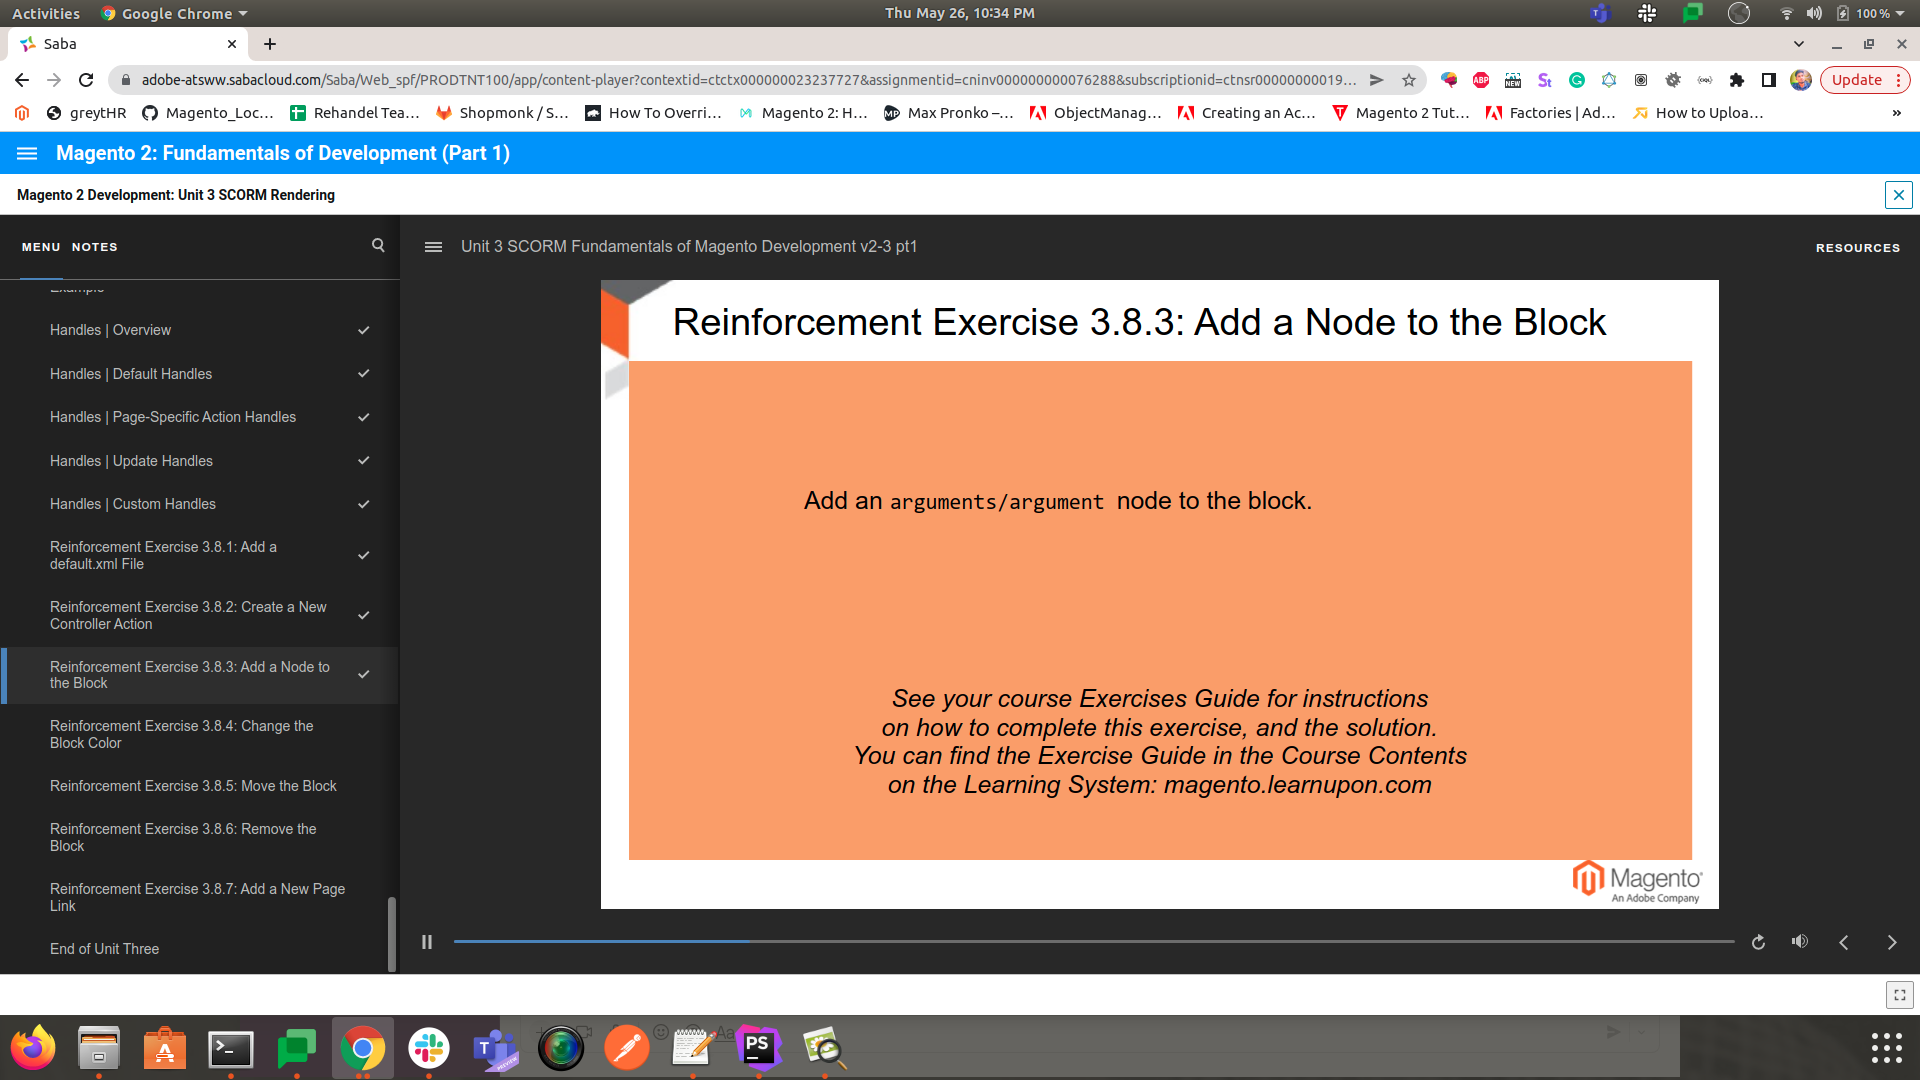 Activities
Google Chrome
Thu May 26, 10:34 PM
100 %
Saba
adobe-atsww.sabacloud.com/Saba/Web_spf/PRODTNT100/app/content-player?contextid=ctctx000000023237727&assignmentid=cninv000000000076288&subscriptionid=ctnsr00000000019...
ABP
NEW
Update
greytHR
Magento_Loc...
Rehandel Tea...
Shopmonk / S...
How To Overri...
Magento 2: H...
Max Pronko –...
ObjectManag...
Creating an Ac...
Magento 2 Tut...
Factories | Ad...
How to Uploa...
Magento 2: Fundamentals of Development (Part 1)
Magento 2 Development: Unit 3 SCORM Rendering
MENU NOTES
Unit 3 SCORM Fundamentals of Magento Development v2-3 pt1
RESOURCES
Example
Handles | Overview
Handles | Default Handles
Handles | Page-Specific Action Handles
Handles | Update Handles
Handles | Custom Handles
Reinforcement Exercise 3.8.1: Add a
default.xml File
Reinforcement Exercise 3.8.2: Create a New
Controller Action
Reinforcement Exercise 3.8.3: Add a Node to
the Block
Reinforcement Exercise 3.8.4: Change the
Block Color
Reinforcement Exercise 3.8.5: Move the Block
Reinforcement Exercise 3.8.6: Remove the
Block
Reinforcement Exercise 3.8.7: Add a New Page
Link
End of Unit Three
Reinforcement Exercise 3.8.3: Add a Node to the Block
Add an arguments/argument node to the block.
See your course Exercises Guide for instructions
on how to complete this exercise, and the solution.
You can find the Exercise Guide in the Course Contents
on the Learning System: magento.learnupon.com
Magento
An Adobe Company
PS